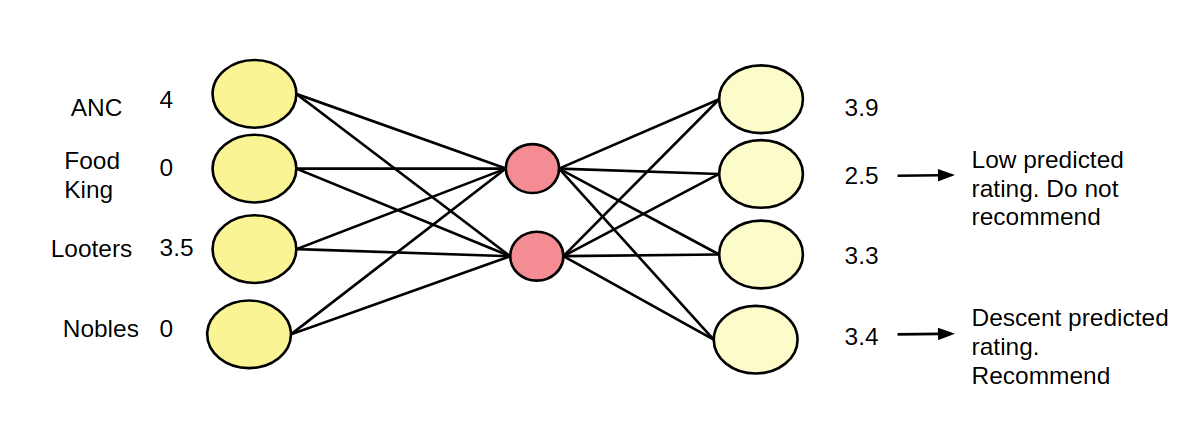 ANC 4
Food
King 0
Looters 3.5
Nobles 0
3.9
2.5
Low predicted
rating. Do not
recommend
3.3
3.4
Descent predicted
rating.
Recommend